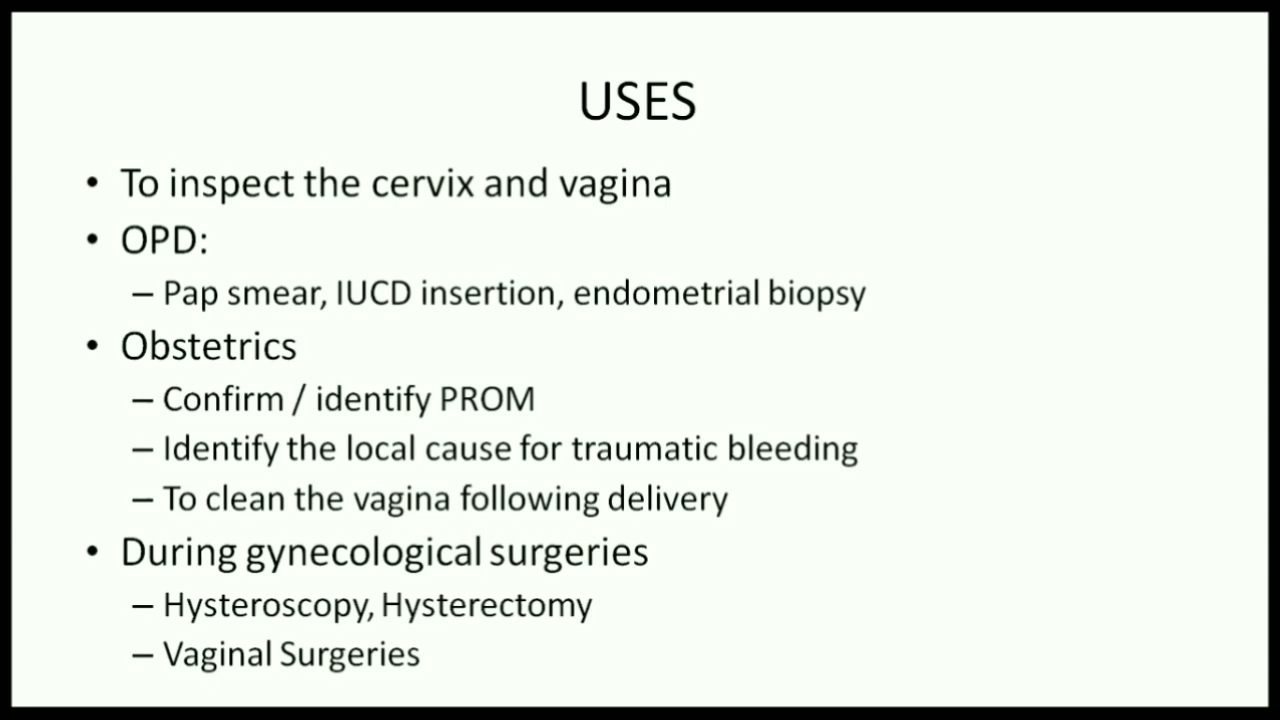 USES
• To inspect the cervix and vagina
• OPD:
– Pap smear, IUCD insertion, endometrial biopsy
• Obstetrics
– Confirm / identify PROM
– Identify the local cause for traumatic bleeding
– To clean the vagina following delivery
• During gynecological surgeries
– Hysteroscopy, Hysterectomy
– Vaginal Surgeries